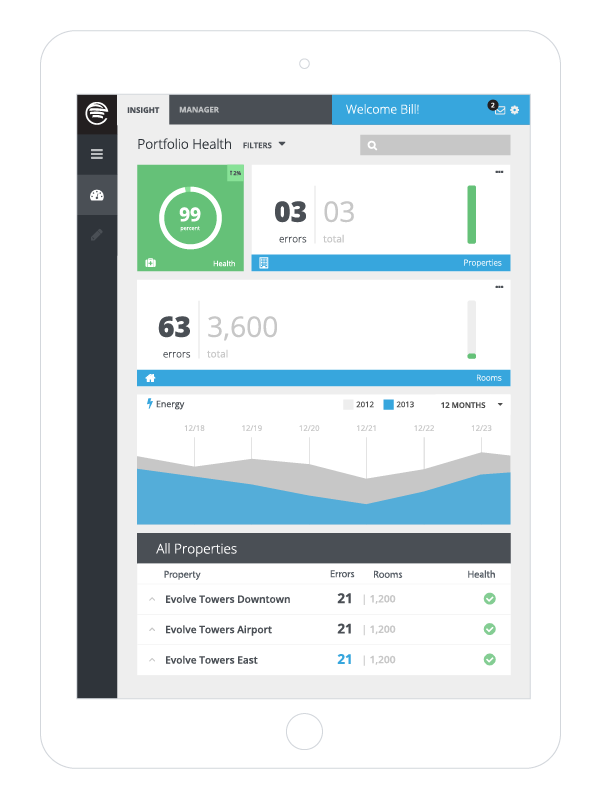 INSIGHT MANAGER Welcome Bill! 2
Portfolio Health FILTERS
2%
99
percent
Health
03 03
errors total
Properties
63 3,600
errors total
Rooms
Energy 2012 2013 12 MONTHS
12/18 12/19 12/20 12/21 12/22 12/23
All Properties
Property Errors Rooms Health
Evolve Towers Downtown 21 | 1,200
Evolve Towers Airport 21 | 1,200
Evolve Towers East 21 | 1,200